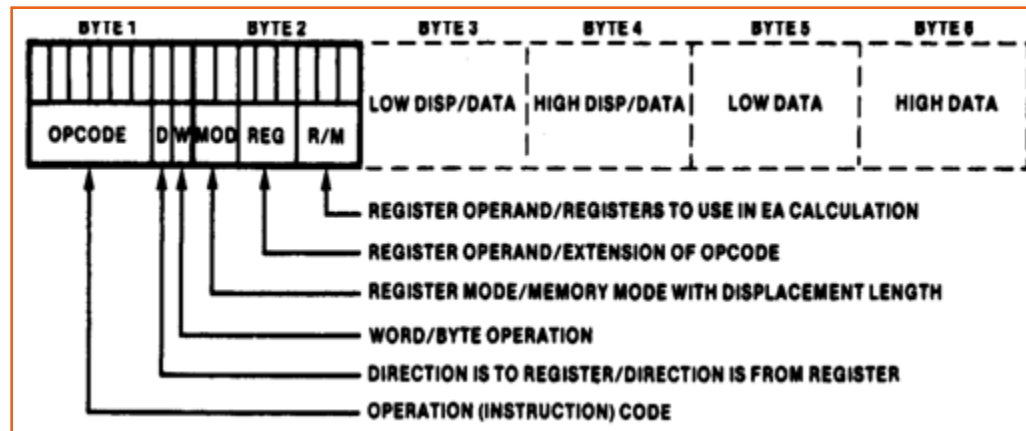 BYTE 1 BYTE 2 BYTE 3 BYTE 4 BYTE 5 BYTE 6
LOW DISP/DATA HIGH DISP/DATA LOW DATA HIGH DATA
OPCODE D W MOD REG R/M
REGISTER OPERAND/REGISTERS TO USE IN EA CALCULATION
REGISTER OPERAND/EXTENSION OF OPCODE
REGISTER MODE/MEMORY MODE WITH DISPLACEMENT LENGTH
WORD/BYTE OPERATION
DIRECTION IS TO REGISTER/DIRECTION IS FROM REGISTER
OPERATION (INSTRUCTION) CODE